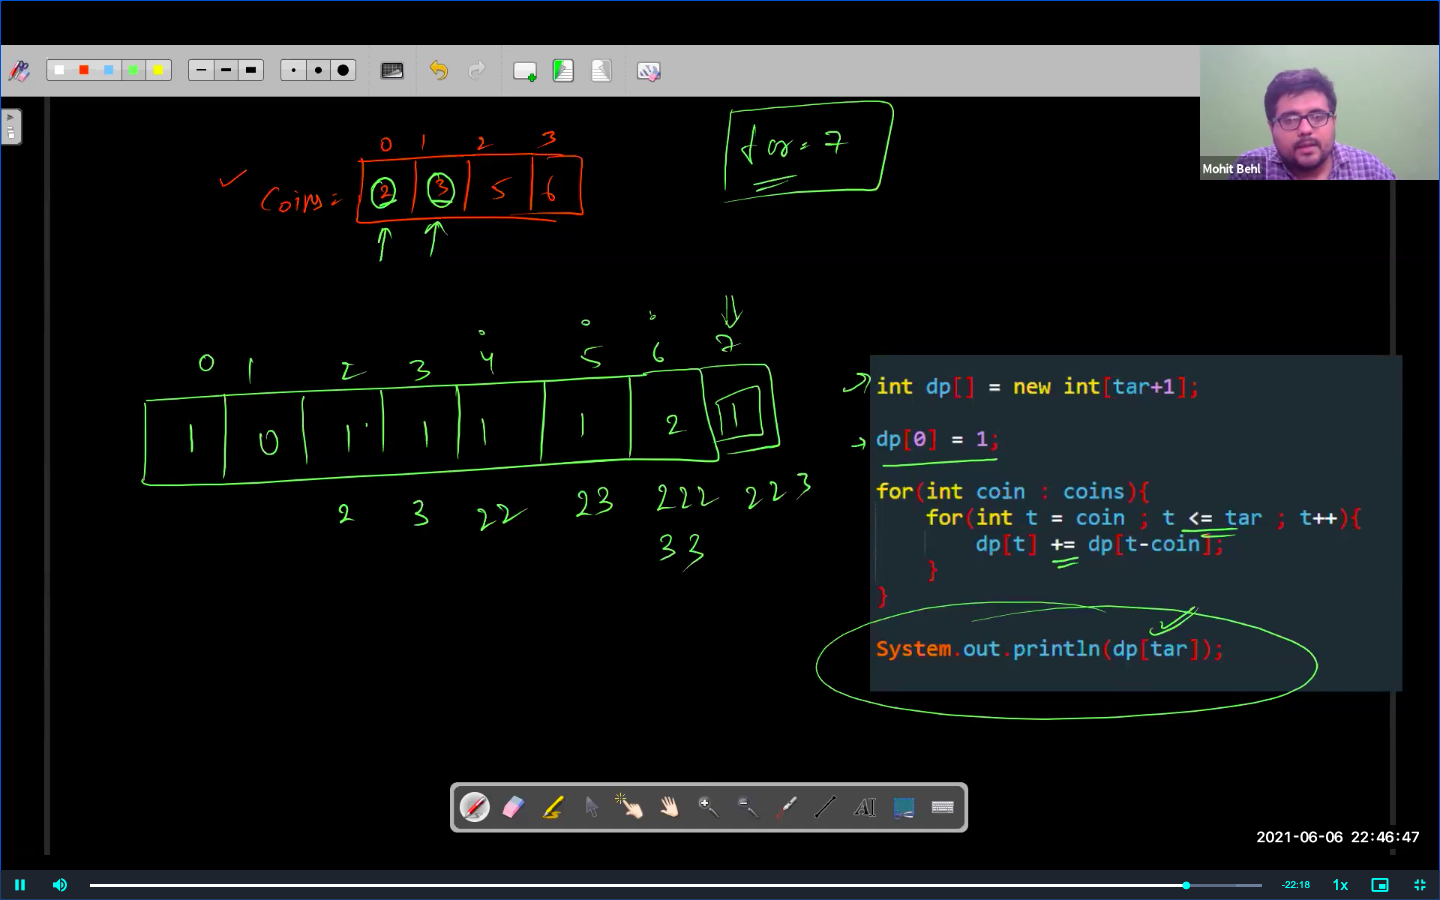 Mohit Behl
tar = 7
0 1 2 3
Coins = 2 3 5 6
0 1 2 3 4 5 6 7
1 0 1 1 1 1 2 1
2 3 22 23 222 223
33
int dp[] = new int[tar+1];
dp[0] = 1;
for(int coin : coins){
for(int t = coin ; t <= tar ; t++){
dp[t] += dp[t-coin];
}
}
System.out.println(dp[tar]);
AI
2021-06-06 22:46:47
-22:18
1x